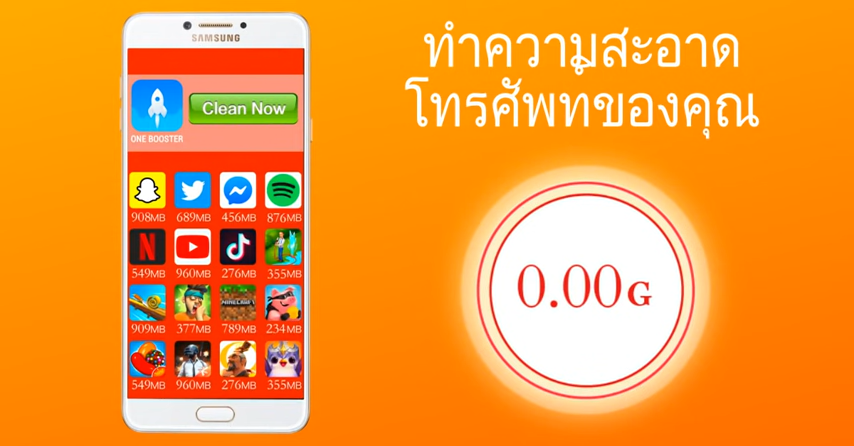 SAMSUNG
Clean Now
ONE BOOSTER
908MB 689MB 456MB 876MB
549MB 960MB 276MB 355MB
MINECRAFT
909MB 377MB 789MB 234MB
549MB 960MB 276MB 355MB
ทำความสะอาด
โทรศัพท์ของคุณ
0.00G